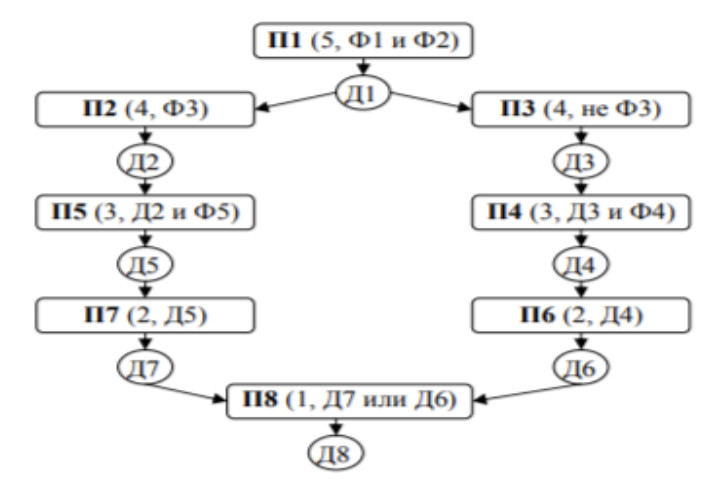 П1 (5, Ф1 и Ф2)
Д1
П2 (4, Ф3)
П3 (4, не Ф3)
Д2
Д3
П5 (3, Д2 и Ф5)
П4 (3, Д3 и Ф4)
Д5
Д4
П7 (2, Д5)
П6 (2, Д4)
Д7
Д6
П8 (1, Д7 или Д6)
Д8